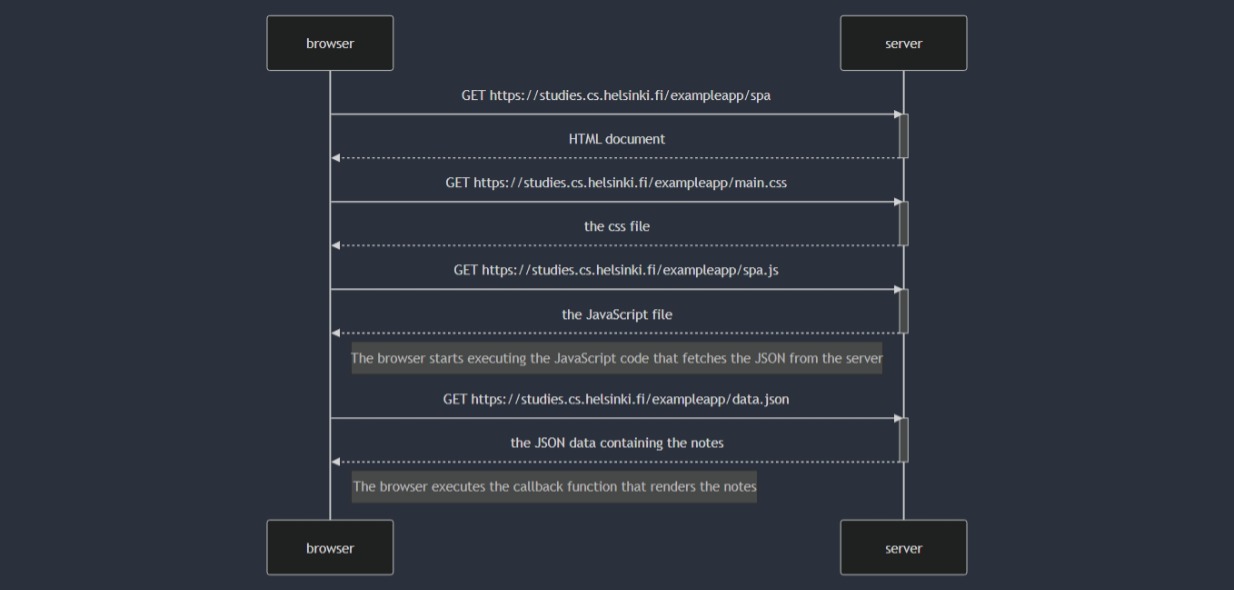 browser
server
GET https://studies.cs.helsinki.fi/exampleapp/spa
HTML document
GET https://studies.cs.helsinki.fi/exampleapp/main.css
the css file
GET https://studies.cs.helsinki.fi/exampleapp/spa.js
the JavaScript file
The browser starts executing the JavaScript code that fetches the JSON from the server
GET https://studies.cs.helsinki.fi/exampleapp/data.json
the JSON data containing the notes
The browser executes the callback function that renders the notes
browser
server